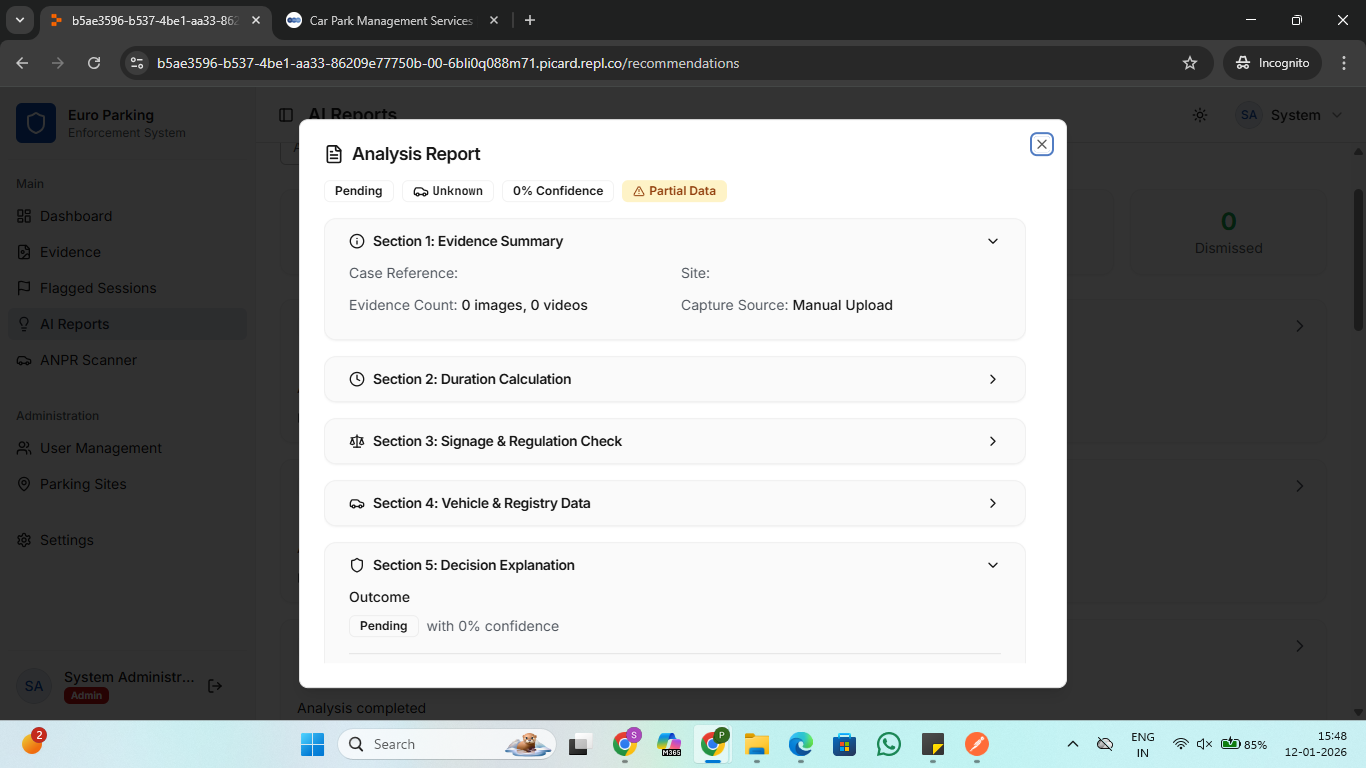 b5ae3596-b537-4be1-aa33-862
Car Park Management Services
b5ae3596-b537-4be1-aa33-86209e77750b-00-6bli0q088m71.picard.repl.co/recommendations
Incognito
Euro Parking
Enforcement System
AI Reports
SA
System
Main
Dashboard
Evidence
Flagged Sessions
AI Reports
ANPR Scanner
Administration
User Management
Parking Sites
Settings
SA
System Administr...
Admin
0
Dismissed
Analysis completed
Analysis Report
Pending
Unknown
0% Confidence
Partial Data
Section 1: Evidence Summary
Case Reference:
Site:
Evidence Count: 0 images, 0 videos
Capture Source: Manual Upload
Section 2: Duration Calculation
Section 3: Signage & Regulation Check
Section 4: Vehicle & Registry Data
Section 5: Decision Explanation
Outcome
Pending
with 0% confidence
2
Search
S
M365
P
ENG
IN
85%
15:48
12-01-2026